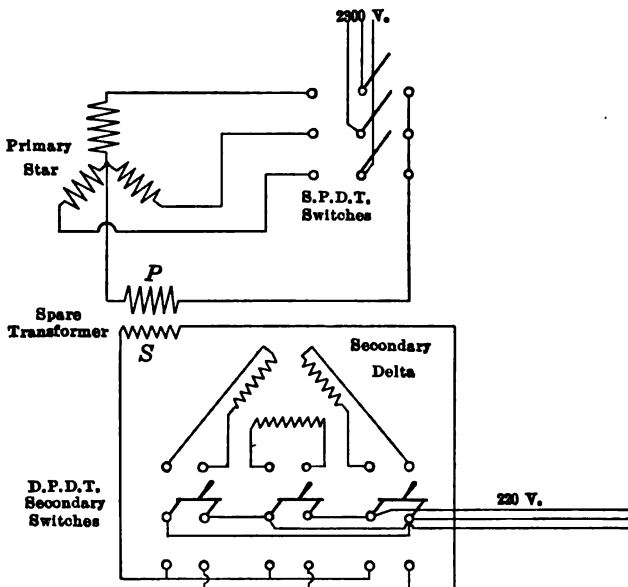 2300 V.
Primary
Star
S.P.D.T.
Switches
P
Spare
Transformer
S
Secondary
Delta
D.P.D.T.
Secondary
Switches
220 V.